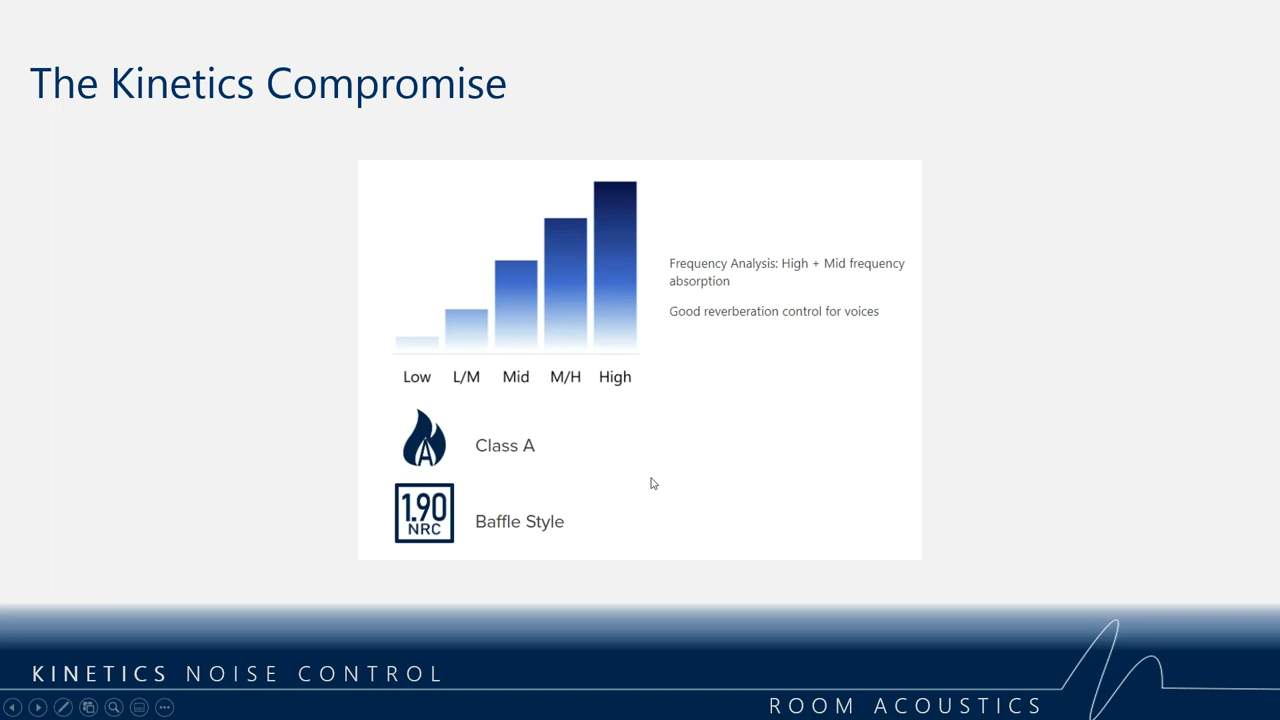 The Kinetics Compromise
Frequency Analysis: High + Mid frequency
absorption
Good reverberation control for voices
Low L/M Mid M/H High
A
Class A
1.90
NRC
Baffle Style
KINETICS NOISE CONTROL
ROOM ACOUSTICS